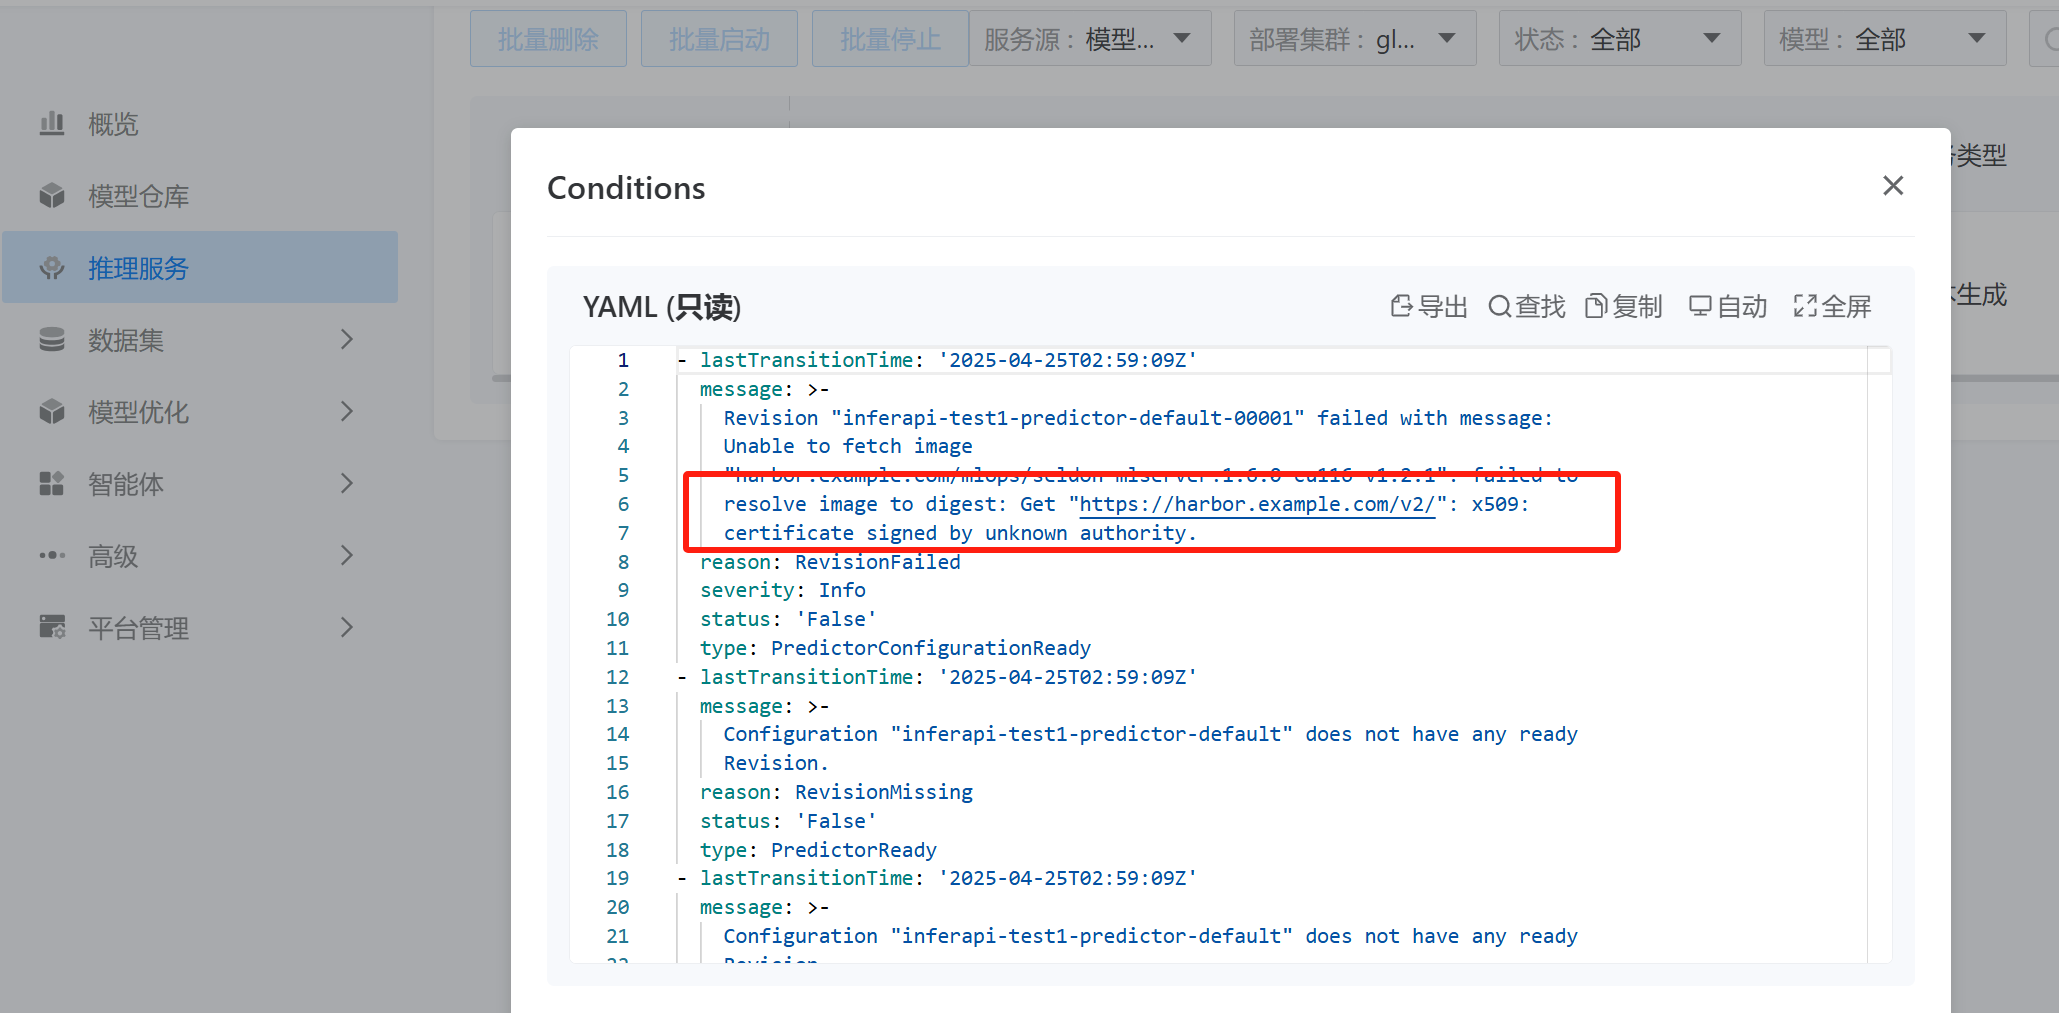 批量删除 批量启动 批量停止 服务源：模型... 部署集群：gl... 状态：全部 模型：全部
概览
模型仓库
推理服务
数据集
模型优化
智能体
高级
平台管理
类型
生成
Conditions
YAML (只读) 导出 查找 复制 自动 全屏
1 - lastTransitionTime: '2025-04-25T02:59:09Z'
2 message: >-
3 Revision "inferapi-test1-predictor-default-00001" failed with message:
4 Unable to fetch image
5 "harbor.example.com/mlops/seldon-mlserver:1.6.0-cu116-v1.2.1": failed to
6 resolve image to digest: Get "https://harbor.example.com/v2/": x509:
7 certificate signed by unknown authority.
8 reason: RevisionFailed
9 severity: Info
10 status: 'False'
11 type: PredictorConfigurationReady
12 - lastTransitionTime: '2025-04-25T02:59:09Z'
13 message: >-
14 Configuration "inferapi-test1-predictor-default" does not have any ready
15 Revision.
16 reason: RevisionMissing
17 status: 'False'
18 type: PredictorReady
19 - lastTransitionTime: '2025-04-25T02:59:09Z'
20 message: >-
21 Configuration "inferapi-test1-predictor-default" does not have any ready
22 Revision